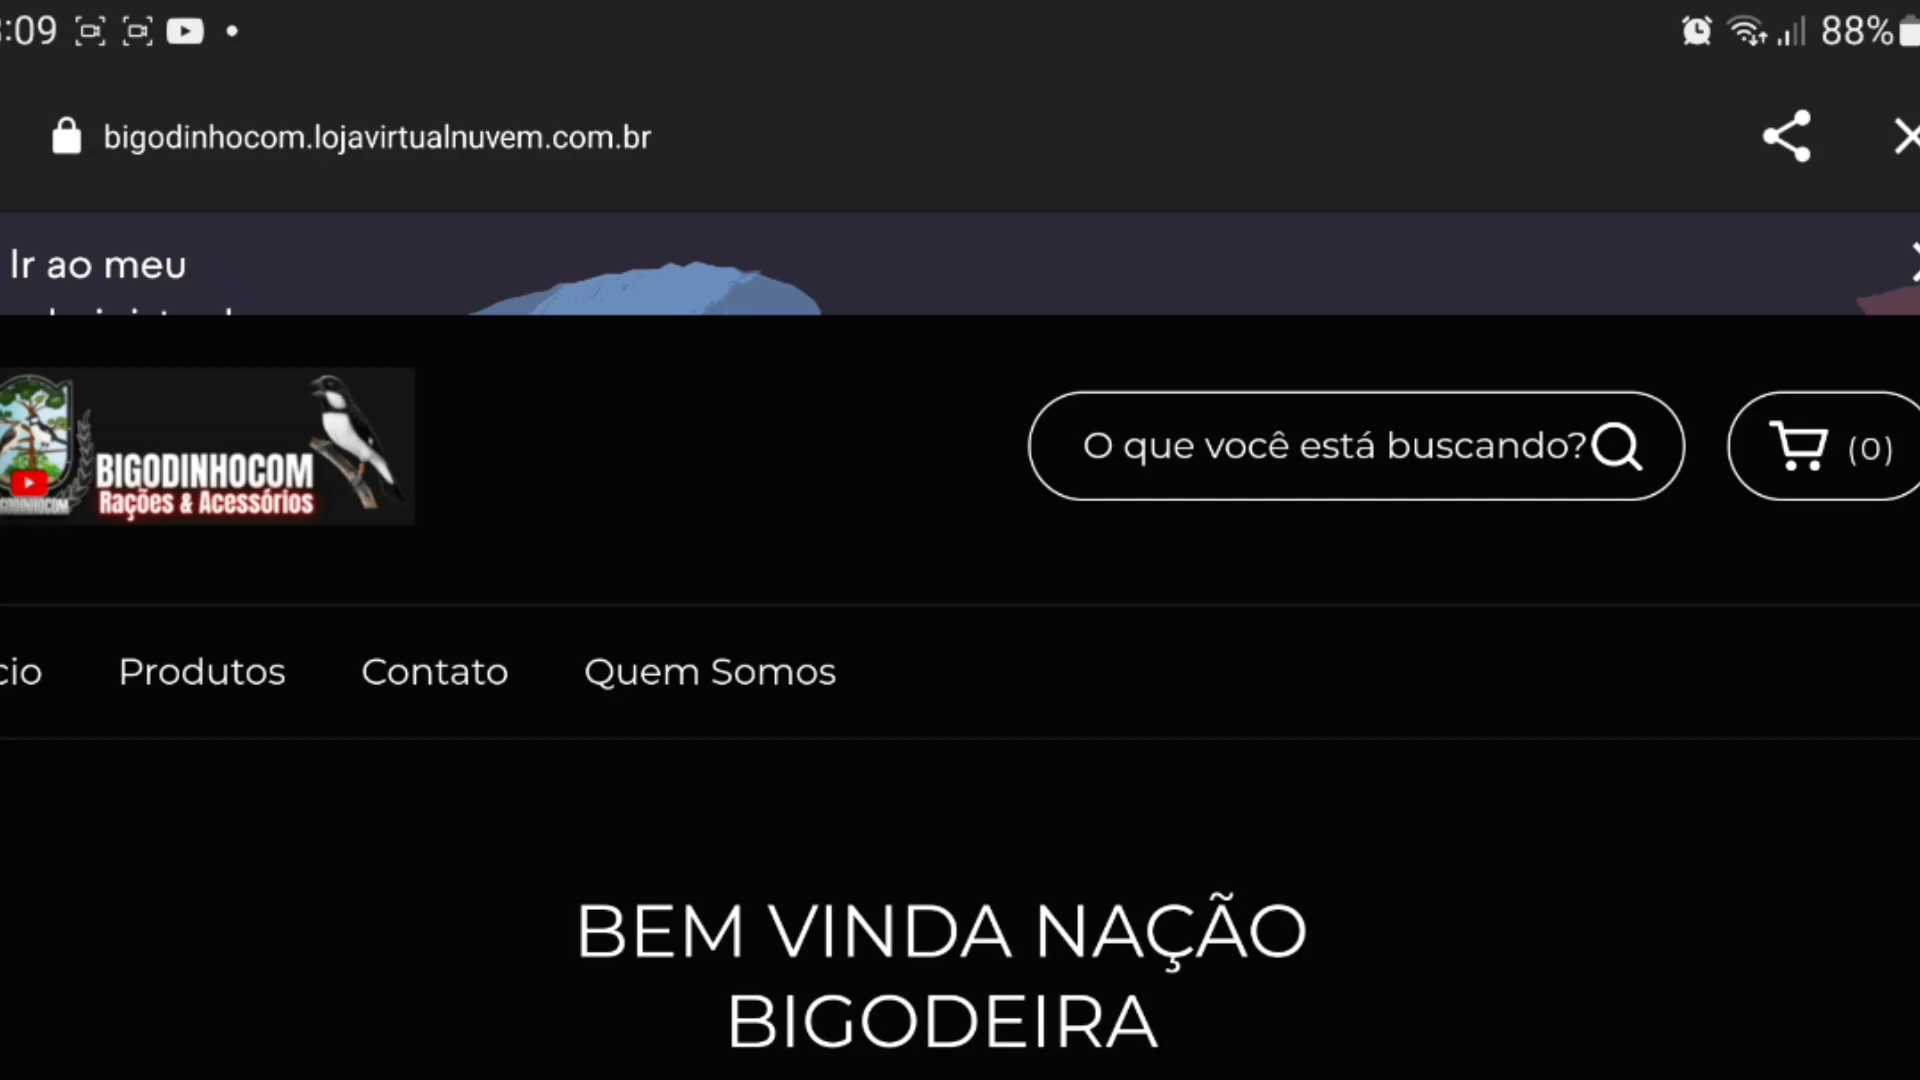 :09
88%
bigodinhocom.lojavirtualnuvem.com.br
Ir ao meu
BIGODINHOCOM
Rações & Acessórios
O que você está buscando?
(0)
cio
Produtos
Contato
Quem Somos
BEM VINDA NAÇÃO
BIGODEIRA